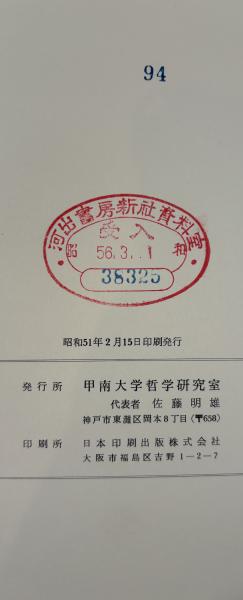 94
河出書房新社資料室
受入
昭 56.3.-1 和
38325
昭和51年2月15日印刷発行
発行所 甲南大学哲学研究室
代表者 佐藤明雄
神戸市東灘区岡本8丁目(〒658)
印刷所 日本印刷出版株式会社
大阪市福島区吉野1-2-7